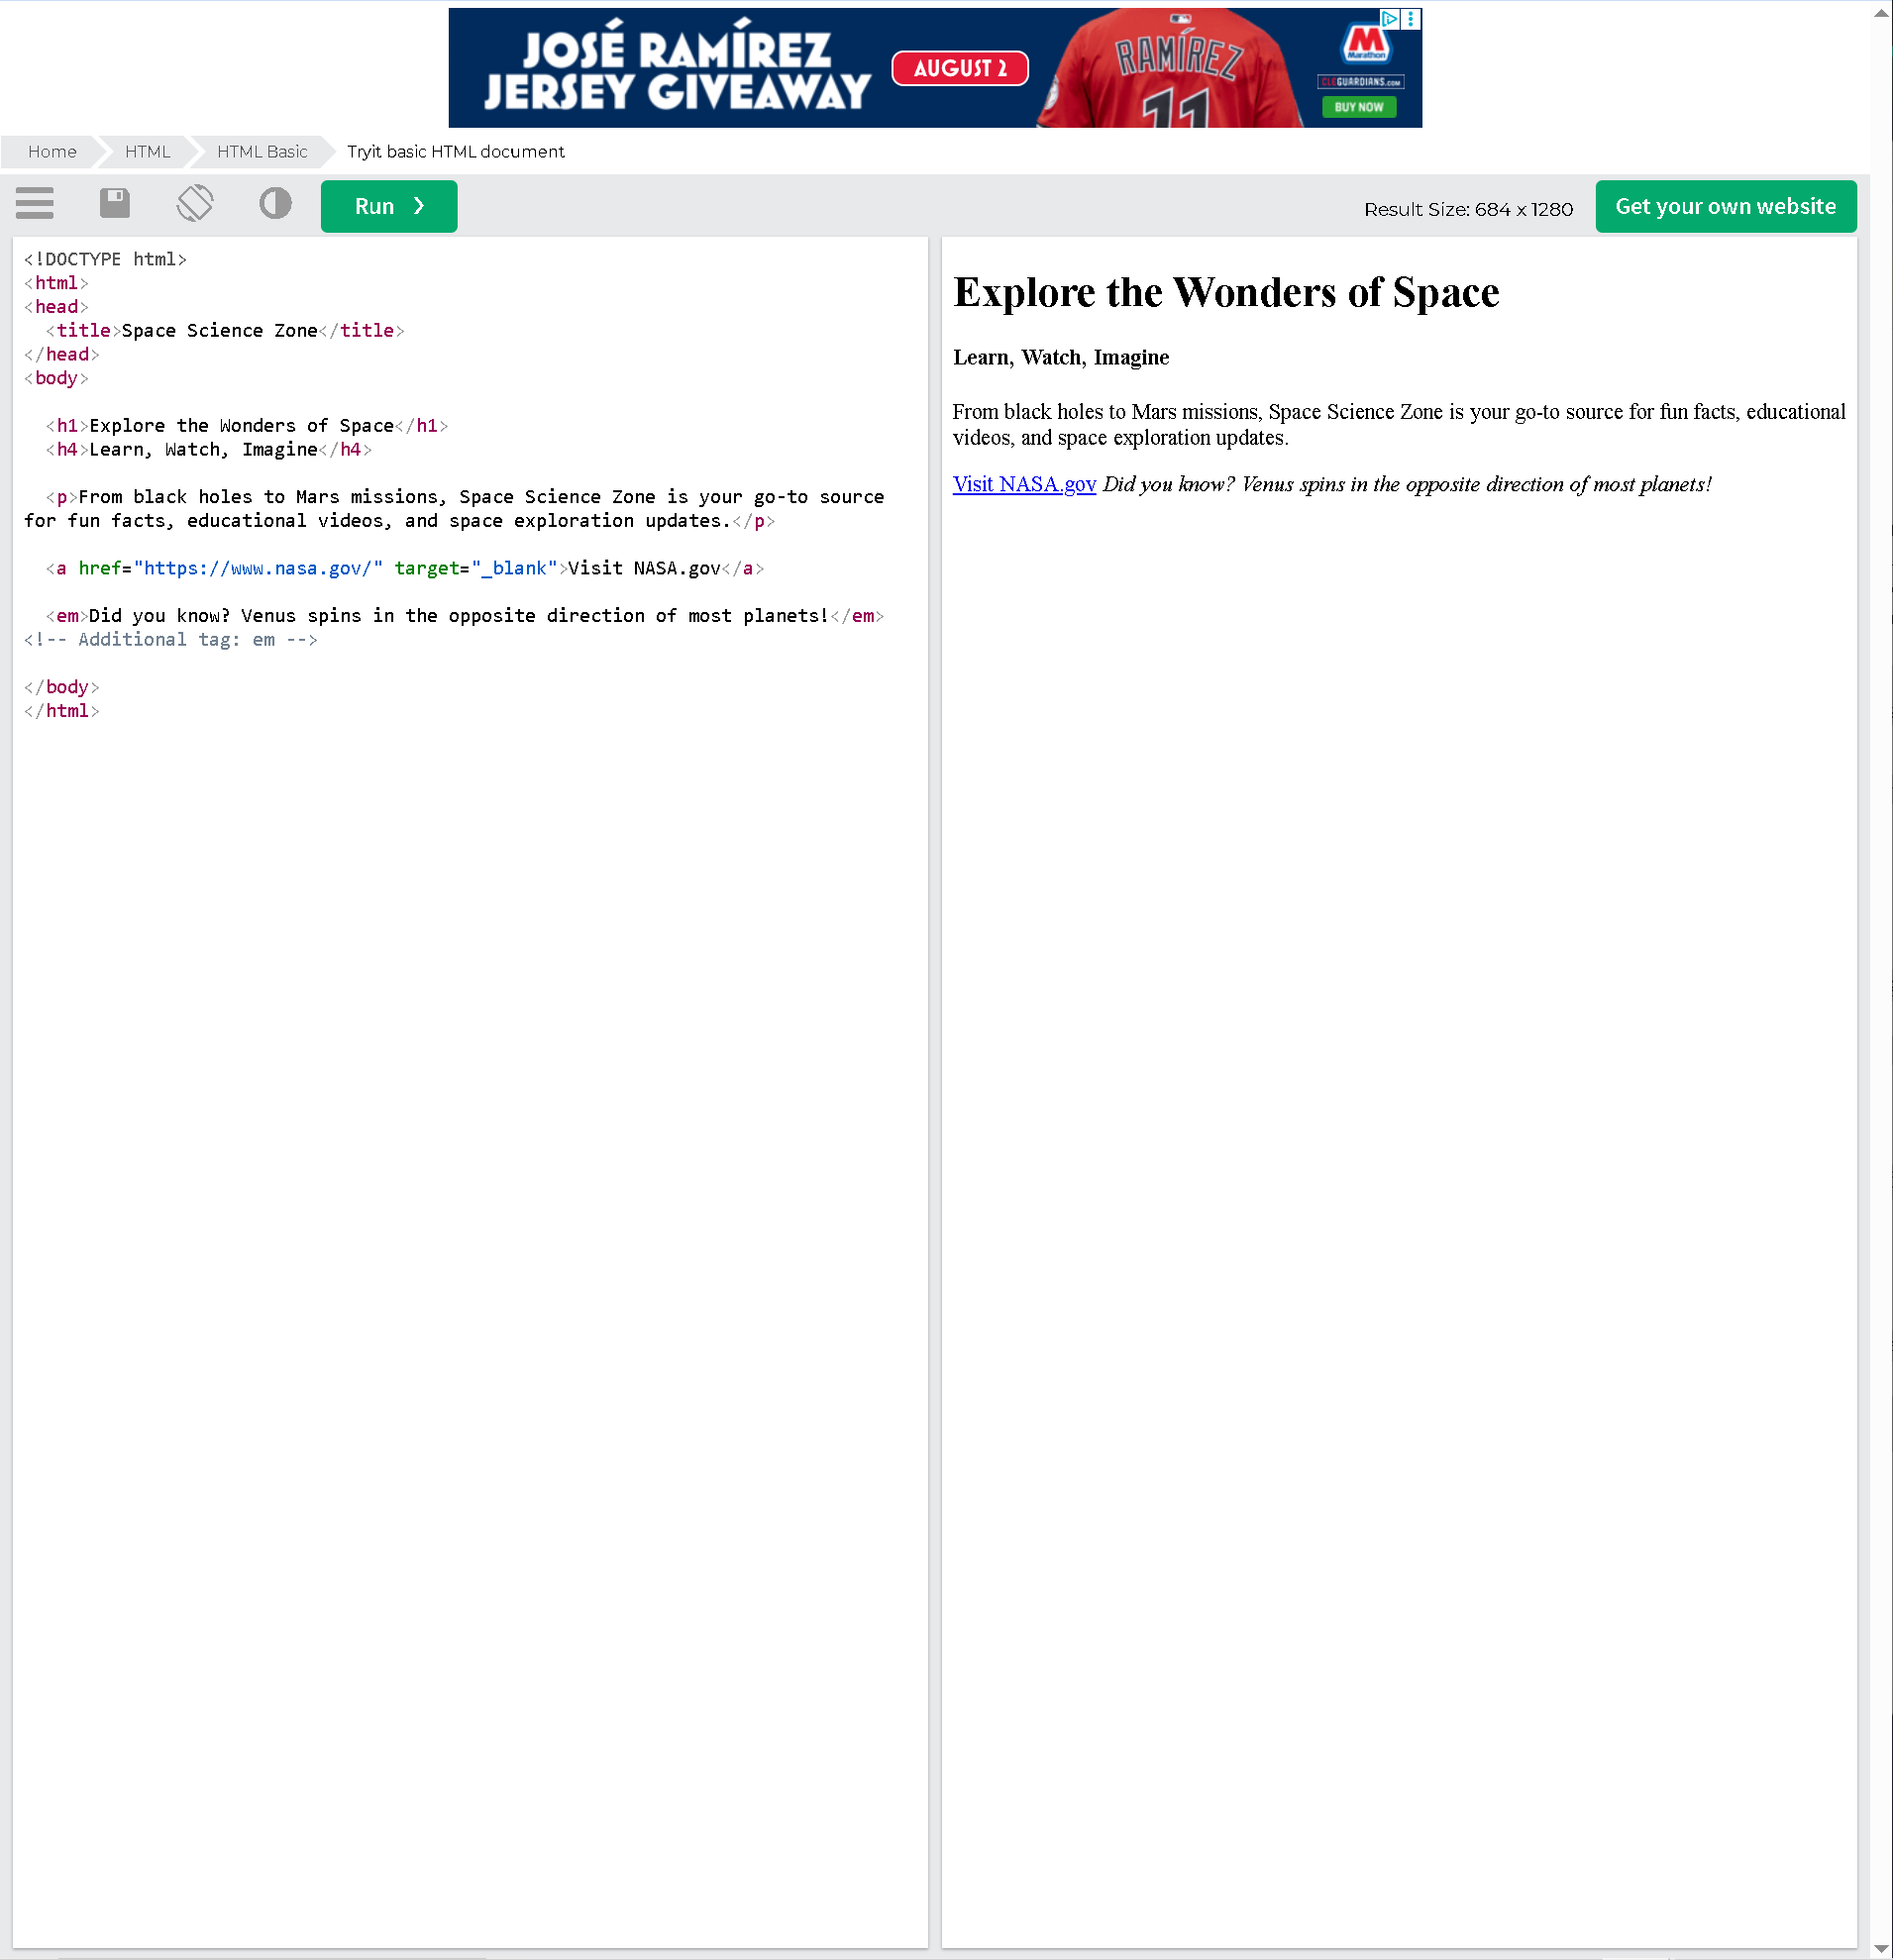 JOSÉ RAMÍREZ
JERSEY GIVEAWAY
AUGUST 2
RAMÍREZ
11
M
Marathon
CLEGUARDIANS.COM
BUY NOW
Home
HTML
HTML Basic
Tryit basic HTML document
Run ❯
Result Size: 684 x 1280
Get your own website
<!DOCTYPE html>
<html>
<head>
  <title>Space Science Zone</title>
</head>
<body>
  <h1>Explore the Wonders of Space</h1>
  <h4>Learn, Watch, Imagine</h4>
  <p>From black holes to Mars missions, Space Science Zone is your go-to source
for fun facts, educational videos, and space exploration updates.</p>
  <a href="https://www.nasa.gov/" target="_blank">Visit NASA.gov</a>
  <em>Did you know? Venus spins in the opposite direction of most planets!</em>
<!-- Additional tag: em -->
</body>
</html>
Explore the Wonders of Space
Learn, Watch, Imagine
From black holes to Mars missions, Space Science Zone is your go-to source for fun facts, educational
videos, and space exploration updates.
Visit NASA.gov Did you know? Venus spins in the opposite direction of most planets!